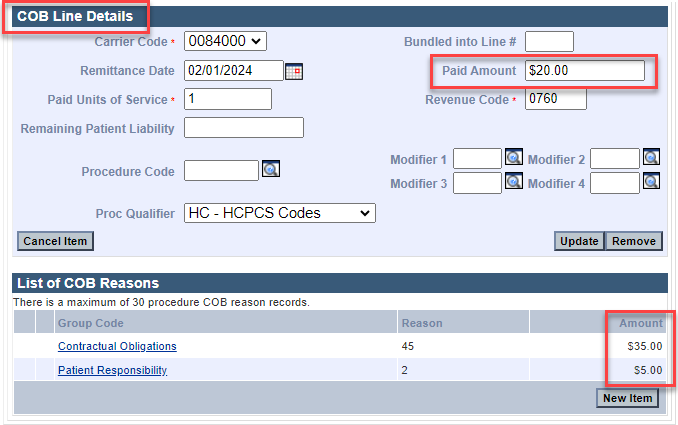 COB Line Details
Carrier Code * 0084000 Bundled into Line #
Remittance Date 02/01/2024 Paid Amount $20.00
Paid Units of Service * 1 Revenue Code * 0760
Remaining Patient Liability
Procedure Code Modifier 1 Modifier 2
Modifier 3 Modifier 4
Proc Qualifier HC - HCPCS Codes
Cancel Item Update Remove
List of COB Reasons
There is a maximum of 30 procedure COB reason records.
Group Code Reason Amount
Contractual Obligations 45 $35.00
Patient Responsibility 2 $5.00
New Item